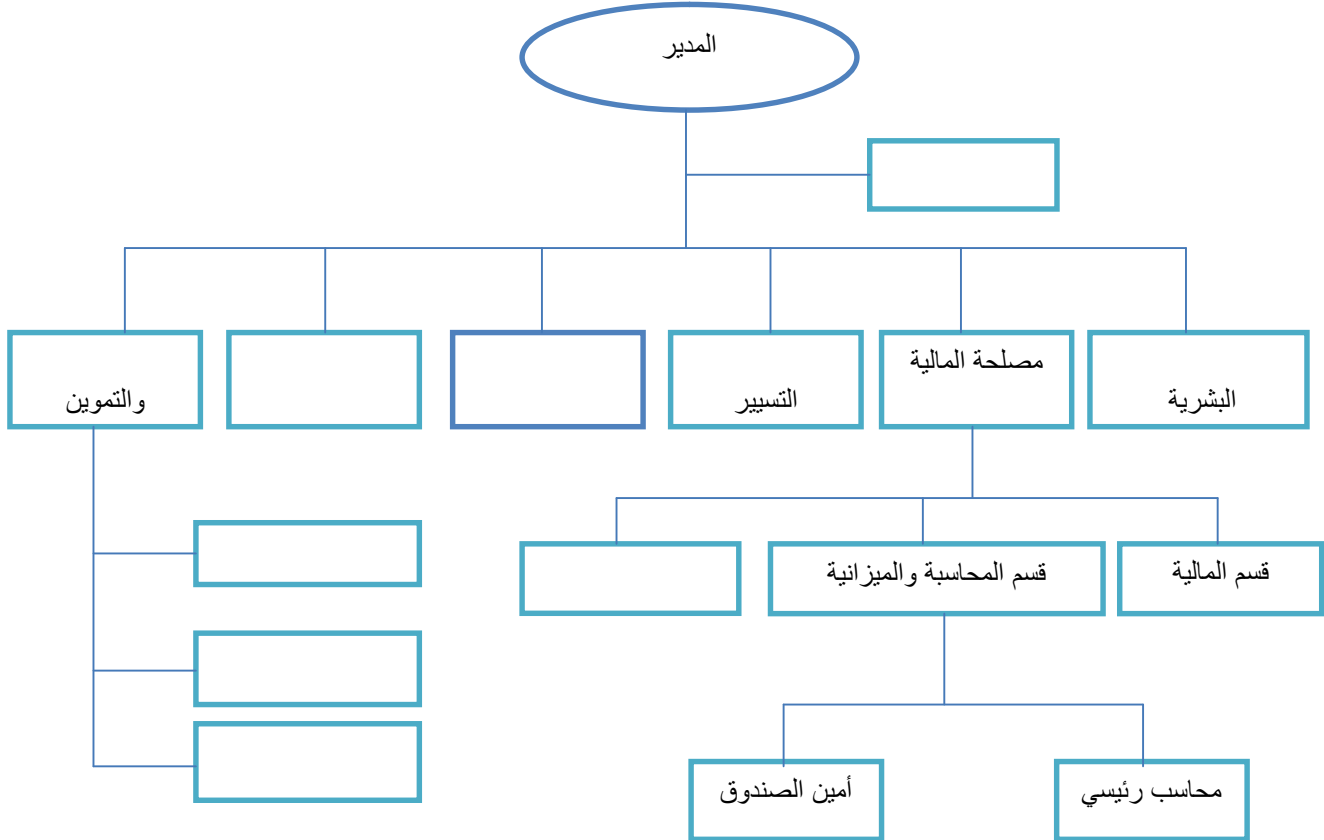 المدير
مصلحة المالية
البشرية
التسيير
والتموين
قسم المالية
قسم المحاسبة والميزانية
محاسب رئيسي
أمين الصندوق